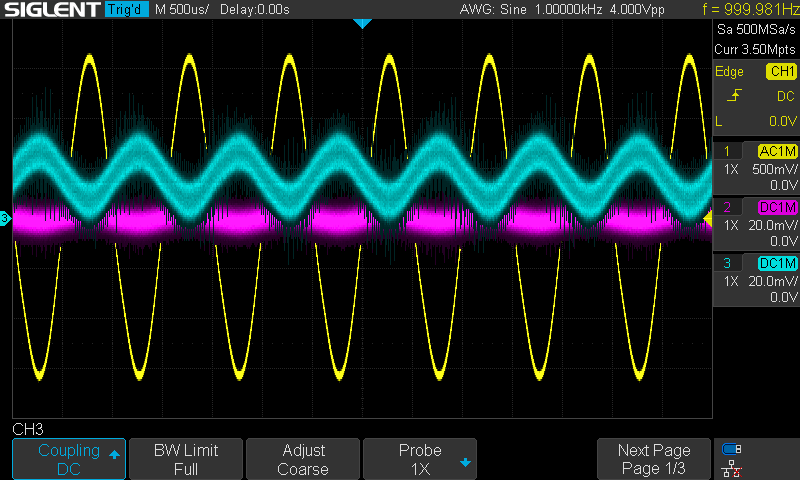 SIGLENT Trig'd M 500us/ Delay:0.00s AWG: Sine 1.00000kHz 4.000Vpp f = 999.981Hz
Sa 500MSa/s
Curr 3.50Mpts
Edge CH1
DC
L 0.0V
1 AC1M
1X 500mV/
0.0V
2 DC1M
1X 20.0mV/
0.0V
3 DC1M
1X 20.0mV/
0.0V
3
CH3
Coupling BW Limit Adjust Probe Next Page
DC Full Coarse 1X Page 1/3